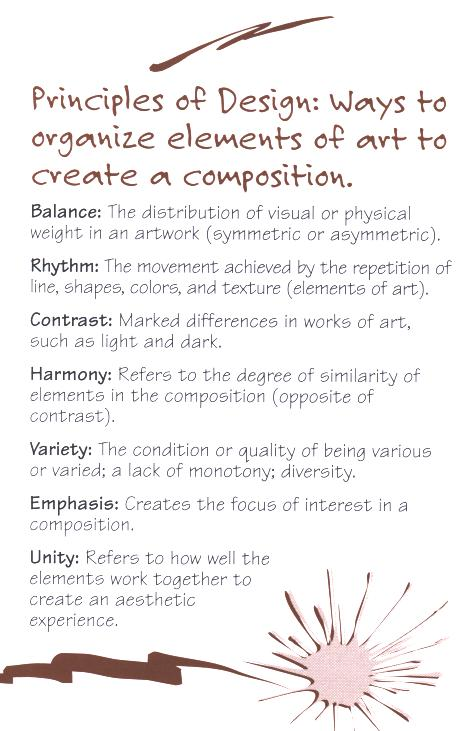 Principles of Design: Ways to
organize elements of art to
create a composition.
Balance: The distribution of visual or physical
weight in an artwork (symmetric or asymmetric).
Rhythm: The movement achieved by the repetition of
line, shapes, colors, and texture (elements of art).
Contrast: Marked differences in works of art,
such as light and dark.
Harmony: Refers to the degree of similarity of
elements in the composition (opposite of
contrast).
Variety: The condition or quality of being various
or varied; a lack of monotony; diversity.
Emphasis: Creates the focus of interest in a
composition.
Unity: Refers to how well the
elements work together to
create an aesthetic
experience.